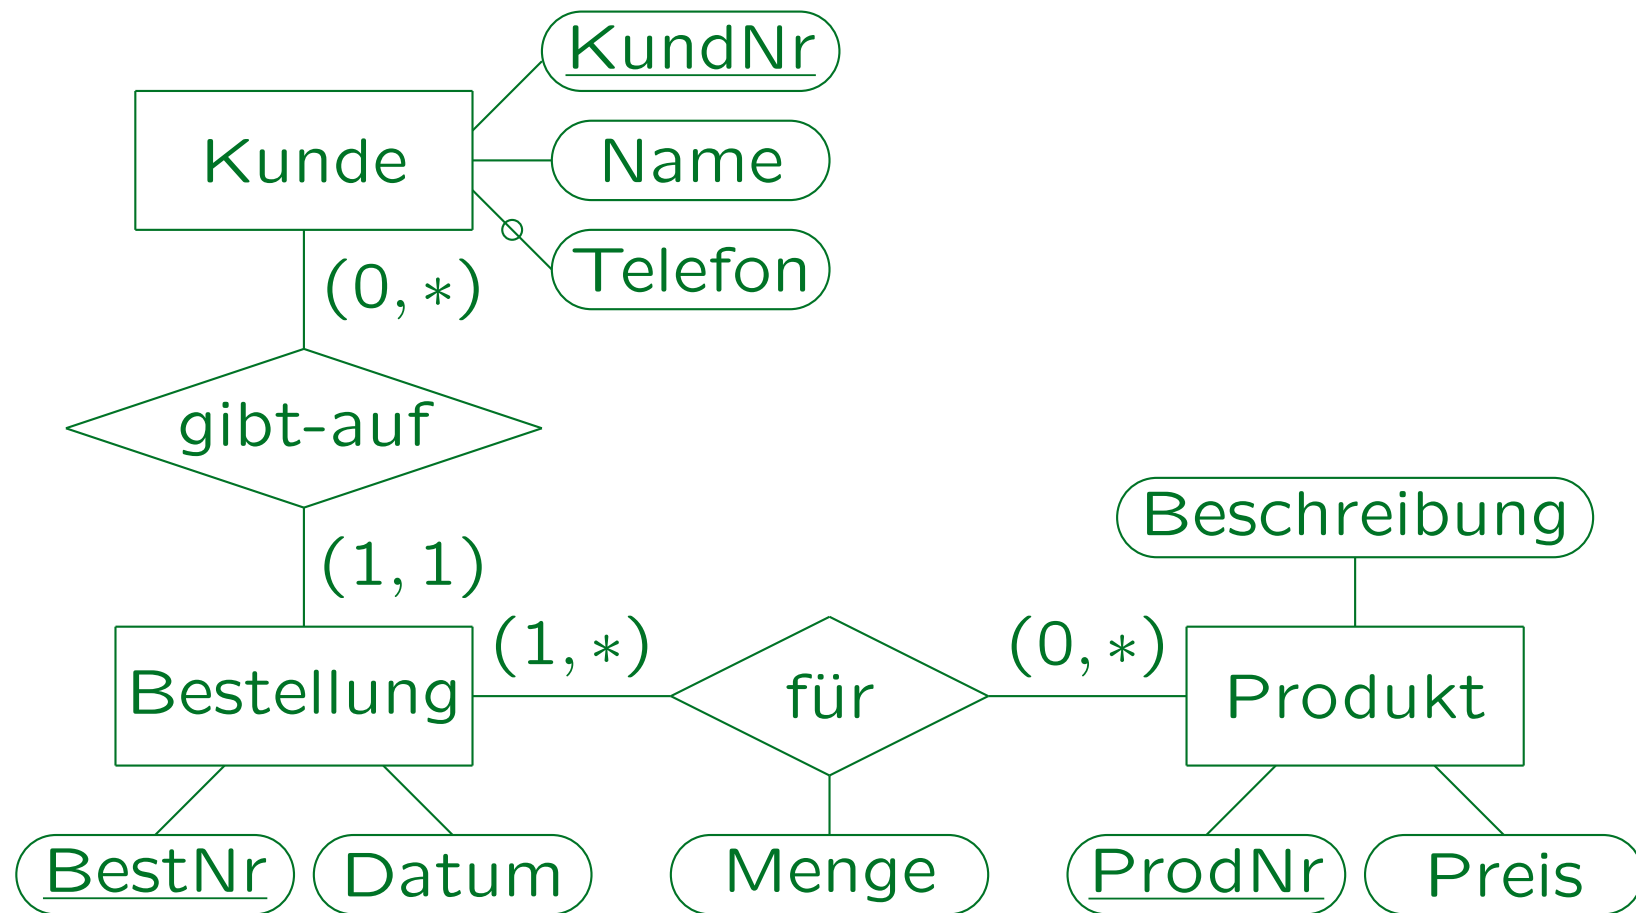 KundNr
Kunde
Name
Telefon
(0,∗)
gibt-auf
(1,1)
Beschreibung
(1,∗)
(0,∗)
Bestellung
für
Produkt
BestNr
Datum
Menge
ProdNr
Preis